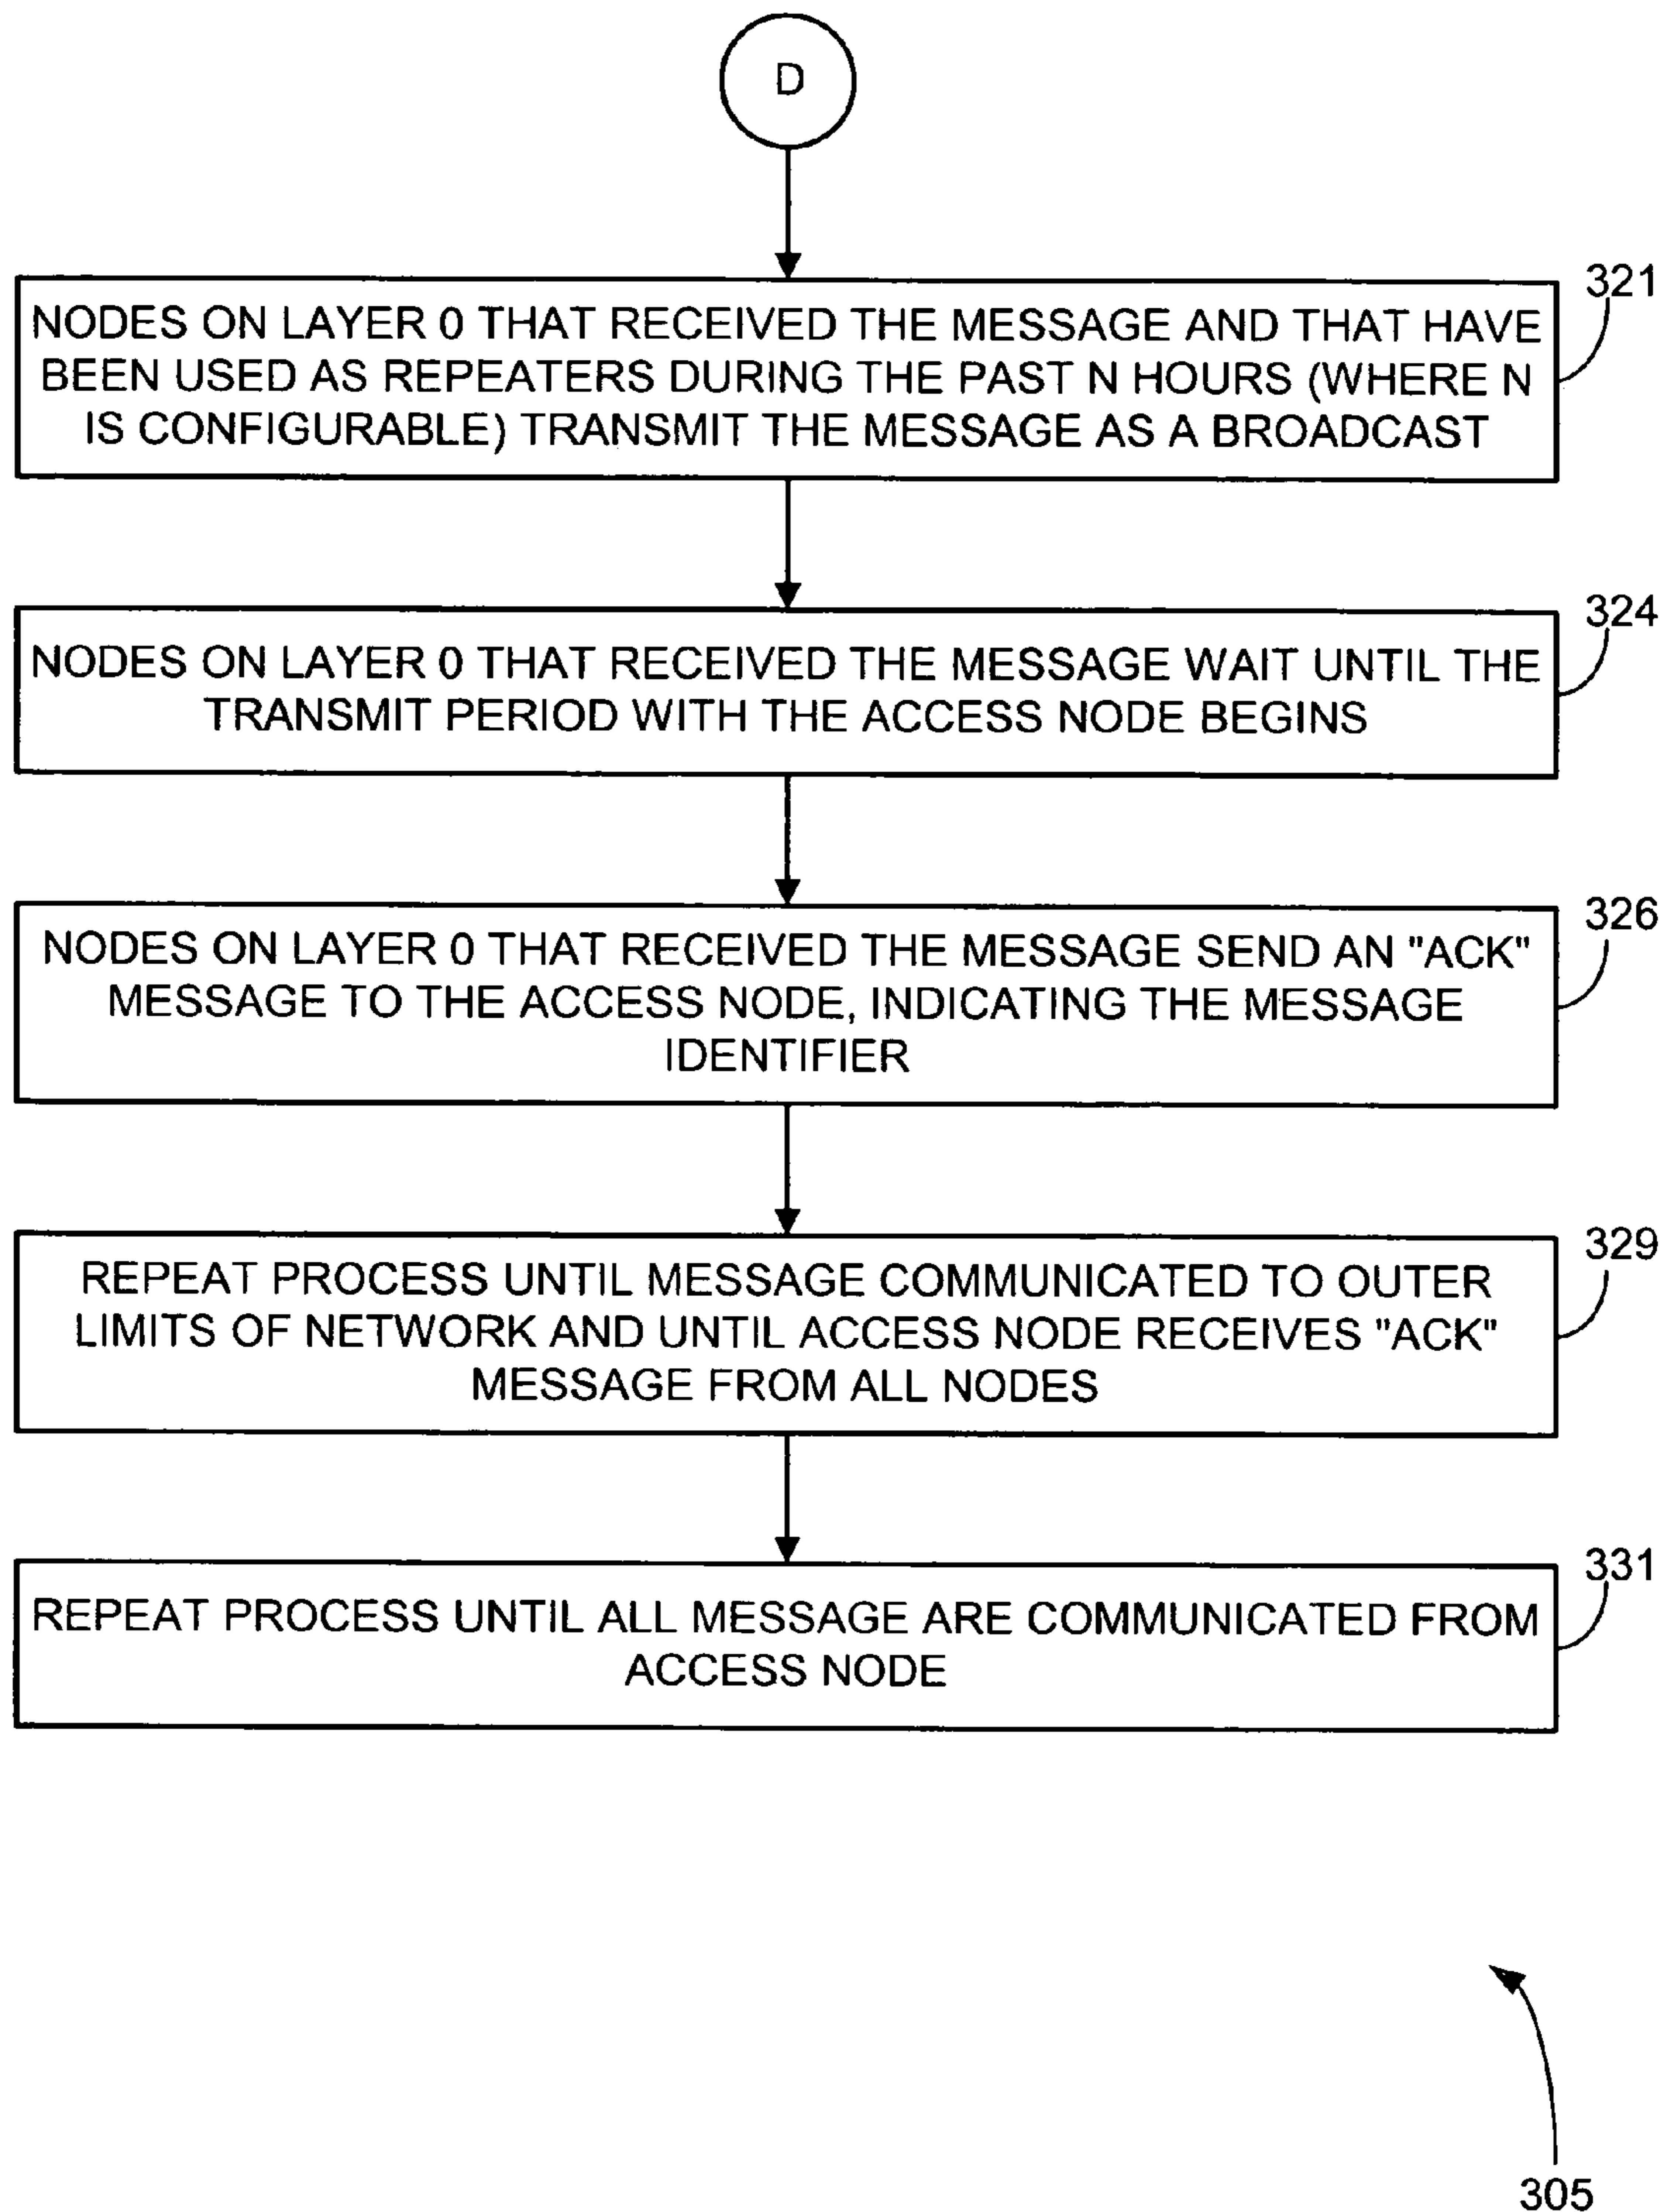 D
321
NODES ON LAYER 0 THAT RECEIVED THE MESSAGE AND THAT HAVE
BEEN USED AS REPEATERS DURING THE PAST N HOURS (WHERE N
IS CONFIGURABLE) TRANSMIT THE MESSAGE AS A BROADCAST
324
NODES ON LAYER 0 THAT RECEIVED THE MESSAGE WAIT UNTIL THE
TRANSMIT PERIOD WITH THE ACCESS NODE BEGINS
326
NODES ON LAYER 0 THAT RECEIVED THE MESSAGE SEND AN "ACK"
MESSAGE TO THE ACCESS NODE, INDICATING THE MESSAGE
IDENTIFIER
329
REPEAT PROCESS UNTIL MESSAGE COMMUNICATED TO OUTER
LIMITS OF NETWORK AND UNTIL ACCESS NODE RECEIVES "ACK"
MESSAGE FROM ALL NODES
331
REPEAT PROCESS UNTIL ALL MESSAGE ARE COMMUNICATED FROM
ACCESS NODE
305